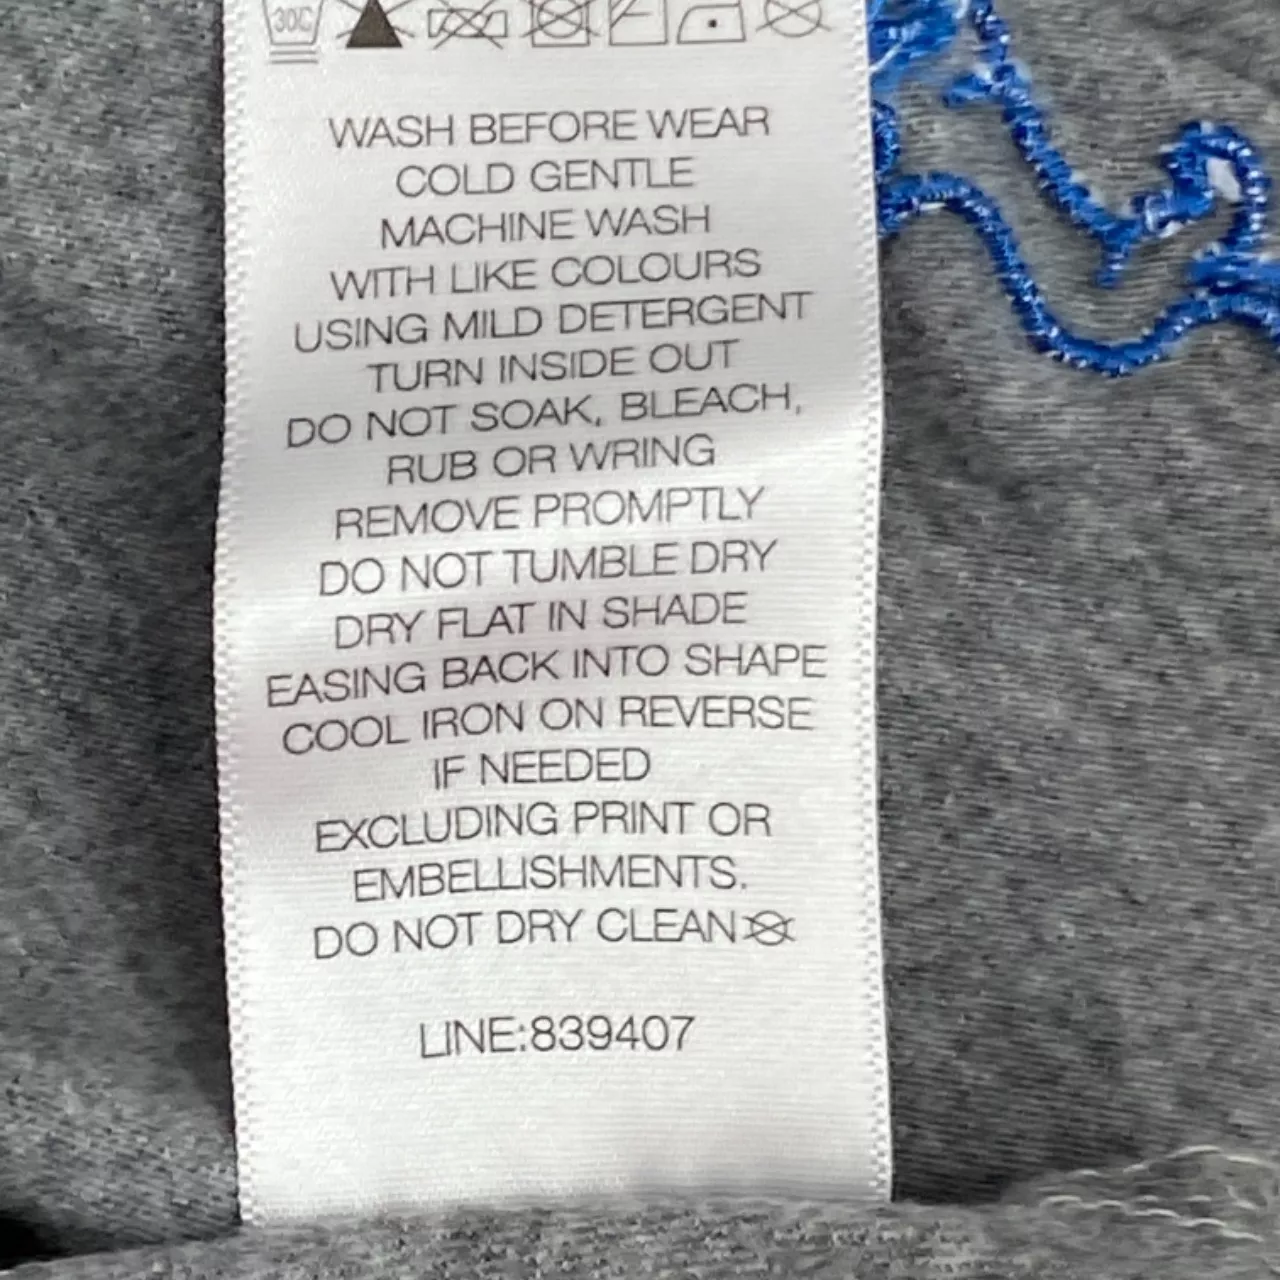 30C
WASH BEFORE WEAR
COLD GENTLE
MACHINE WASH
WITH LIKE COLOURS
USING MILD DETERGENT
TURN INSIDE OUT
DO NOT SOAK, BLEACH,
RUB OR WRING
REMOVE PROMPTLY
DO NOT TUMBLE DRY
DRY FLAT IN SHADE
EASING BACK INTO SHAPE
COOL IRON ON REVERSE
IF NEEDED
EXCLUDING PRINT OR
EMBELLISHMENTS.
DO NOT DRY CLEAN
LINE:839407